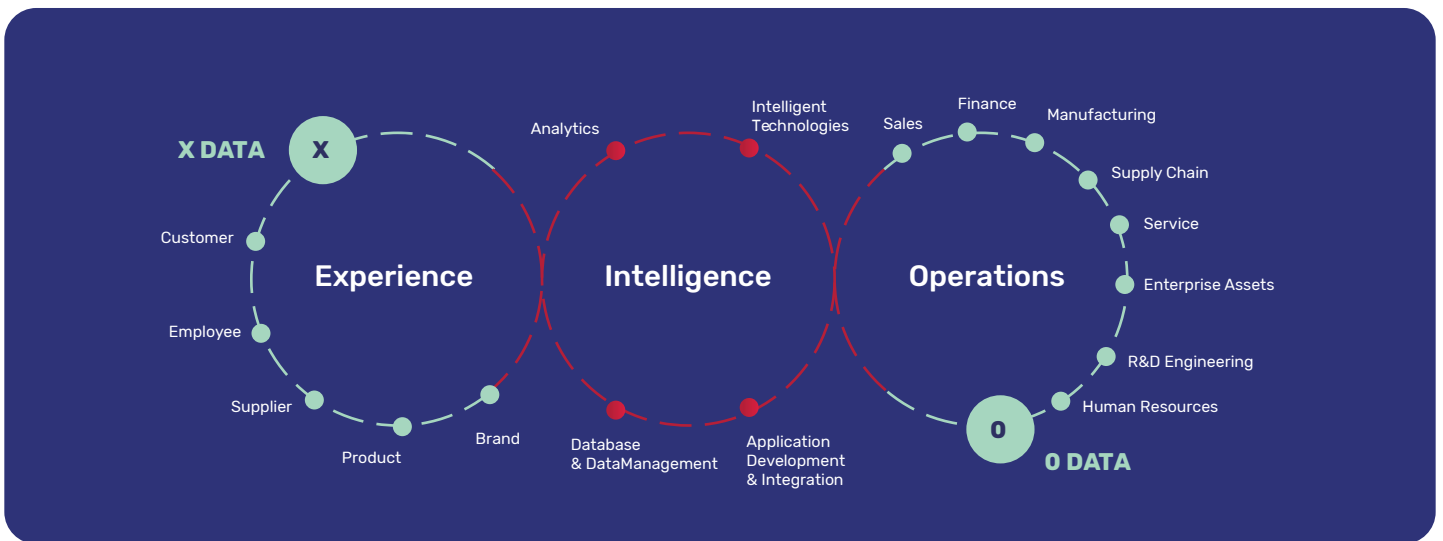 X DATA
X
Customer
Employee
Supplier
Product
Brand
Experience
Analytics
Intelligent
Technologies
Intelligence
Database
& DataManagement
Application
Development
& Integration
Sales
Finance
Manufacturing
Supply Chain
Service
Enterprise Assets
R&D Engineering
Human Resources
Operations
0
0 DATA